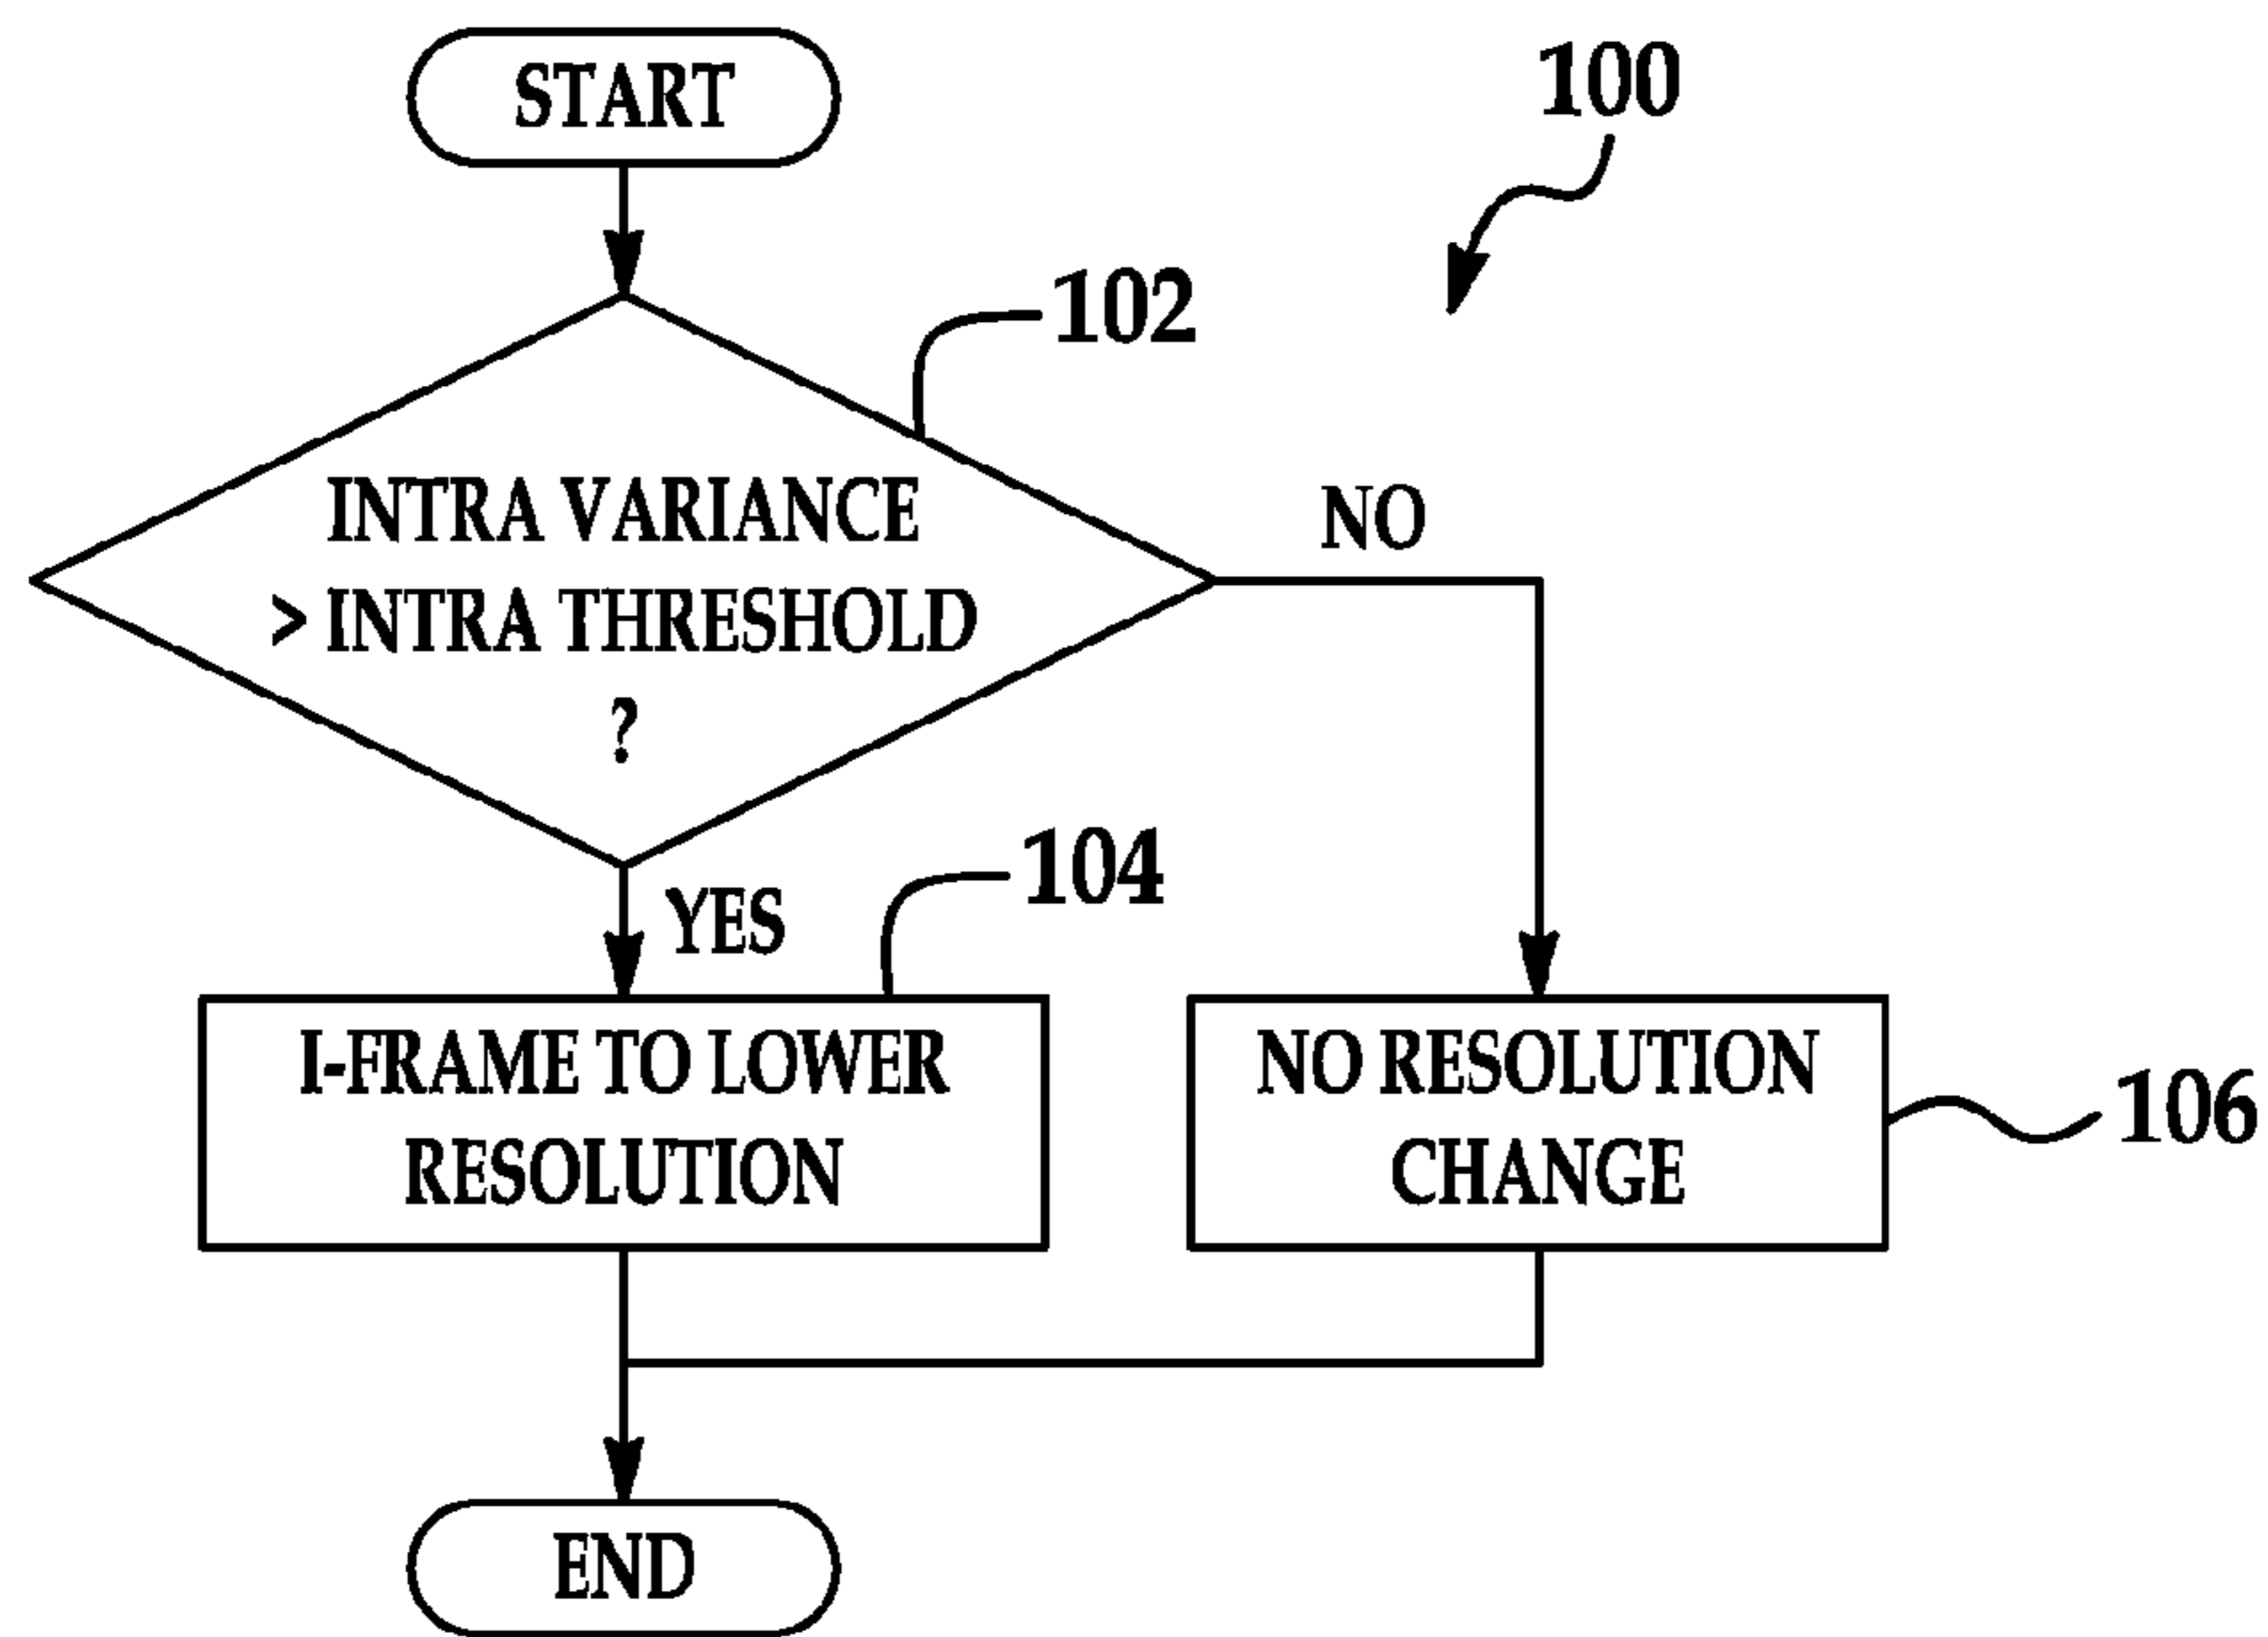 START
100
102
INTRA VARIANCE
> INTRA THRESHOLD
?
NO
YES
104
I-FRAME TO LOWER
RESOLUTION
NO RESOLUTION
CHANGE
106
END